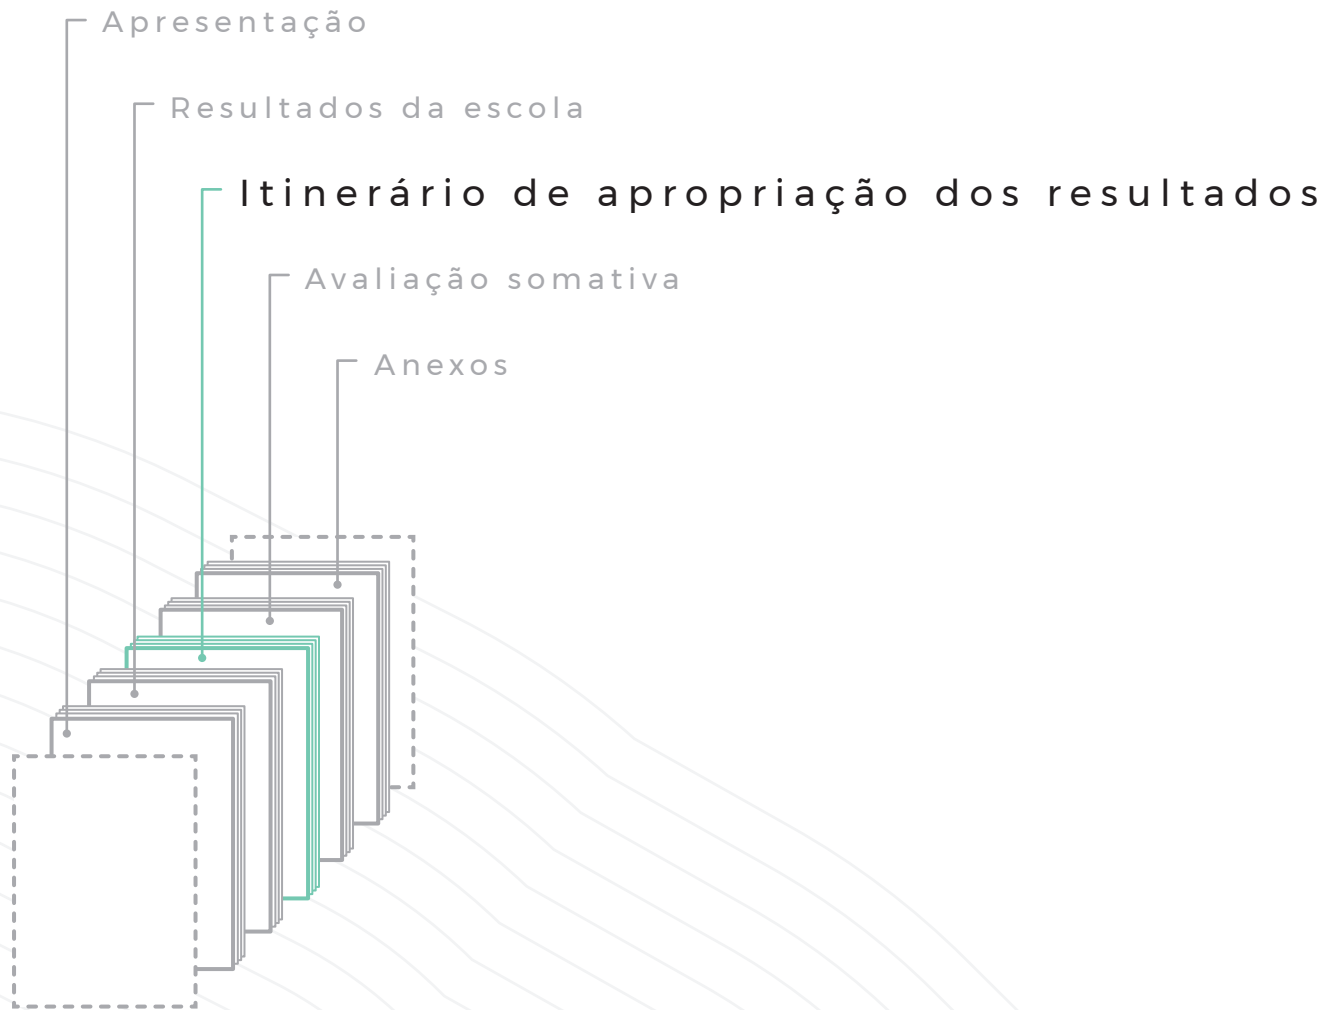 Apresentação
Resultados da escola
Itinerário de apropriação dos resultados
Avaliação somativa
Anexos